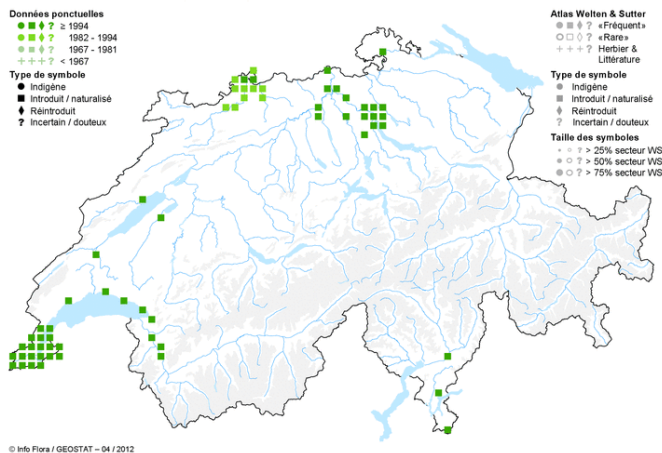 Données ponctuelles
? ≥ 1994
? 1982 - 1994
? 1967 - 1981
+ + + + < 1967
Type de symbole
Indigène
Introduit / naturalisé
Réintroduit
? Incertain / douteux
Atlas Welten & Sutter
? «Fréquent»
? «Rare»
+ + + Herbier &
Littérature
Type de symbole
Indigène
Introduit / naturalisé
Réintroduit
? Incertain / douteux
Taille des symboles
? > 25% secteur WS
? > 50% secteur WS
? > 75% secteur WS
© Info Flora / GEOSTAT – 04 / 2012